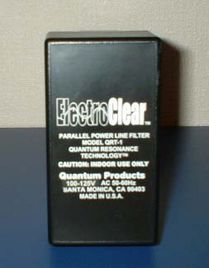 ElectroClear™
PARALLEL POWER LINE FILTER
MODEL QRT-1
QUANTUM RESONANCE
TECHNOLOGY™
CAUTION: INDOOR USE ONLY
Quantum Products
100-125V AC 50-60Hz
SANTA MONICA, CA 90403
MADE IN U.S.A.